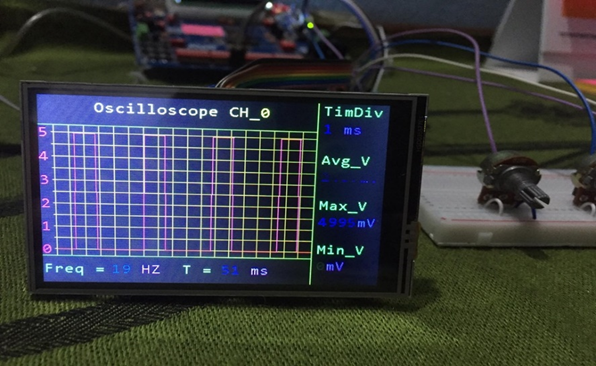 Oscilloscope CH_0
TimDiv
1 ms
5
4
3
2
1
0
Avg_V
Max_V
mV
Min_V
mV
Freq = 19 HZ T = 51 ms